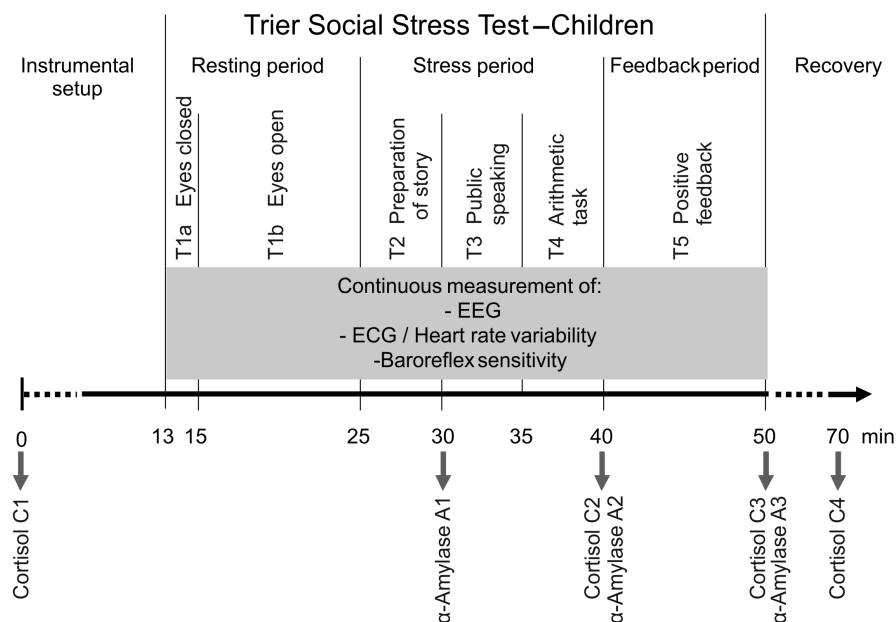 Trier Social Stress Test–Children
Instrumental
setup
Resting period
Stress period
Feedback period
Recovery
T1a Eyes closed
T1b Eyes open
T2 Preparation
of story
T3 Public
speaking
T4 Arithmetic
task
T5 Positive
feedback
Continuous measurement of:
- EEG
- ECG / Heart rate variability
-Baroreflex sensitivity
0 13 15 25 30 35 40 50 70 min
Cortisol C1
α-Amylase A1
Cortisol C2
α-Amylase A2
Cortisol C3
α-Amylase A3
Cortisol C4